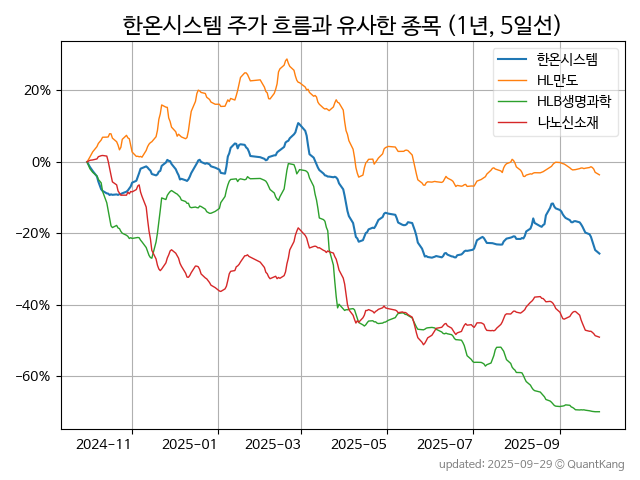 한온시스템 주가 흐름과 유사한 종목 (1년, 5일선)
한온시스템
HL만도
HLB생명과학
나노신소재
20%
0%
−20%
−40%
−60%
2024−11
2025−01
2025−03
2025−05
2025−07
2025−09
updated: 2025-09-29 © QuantKang